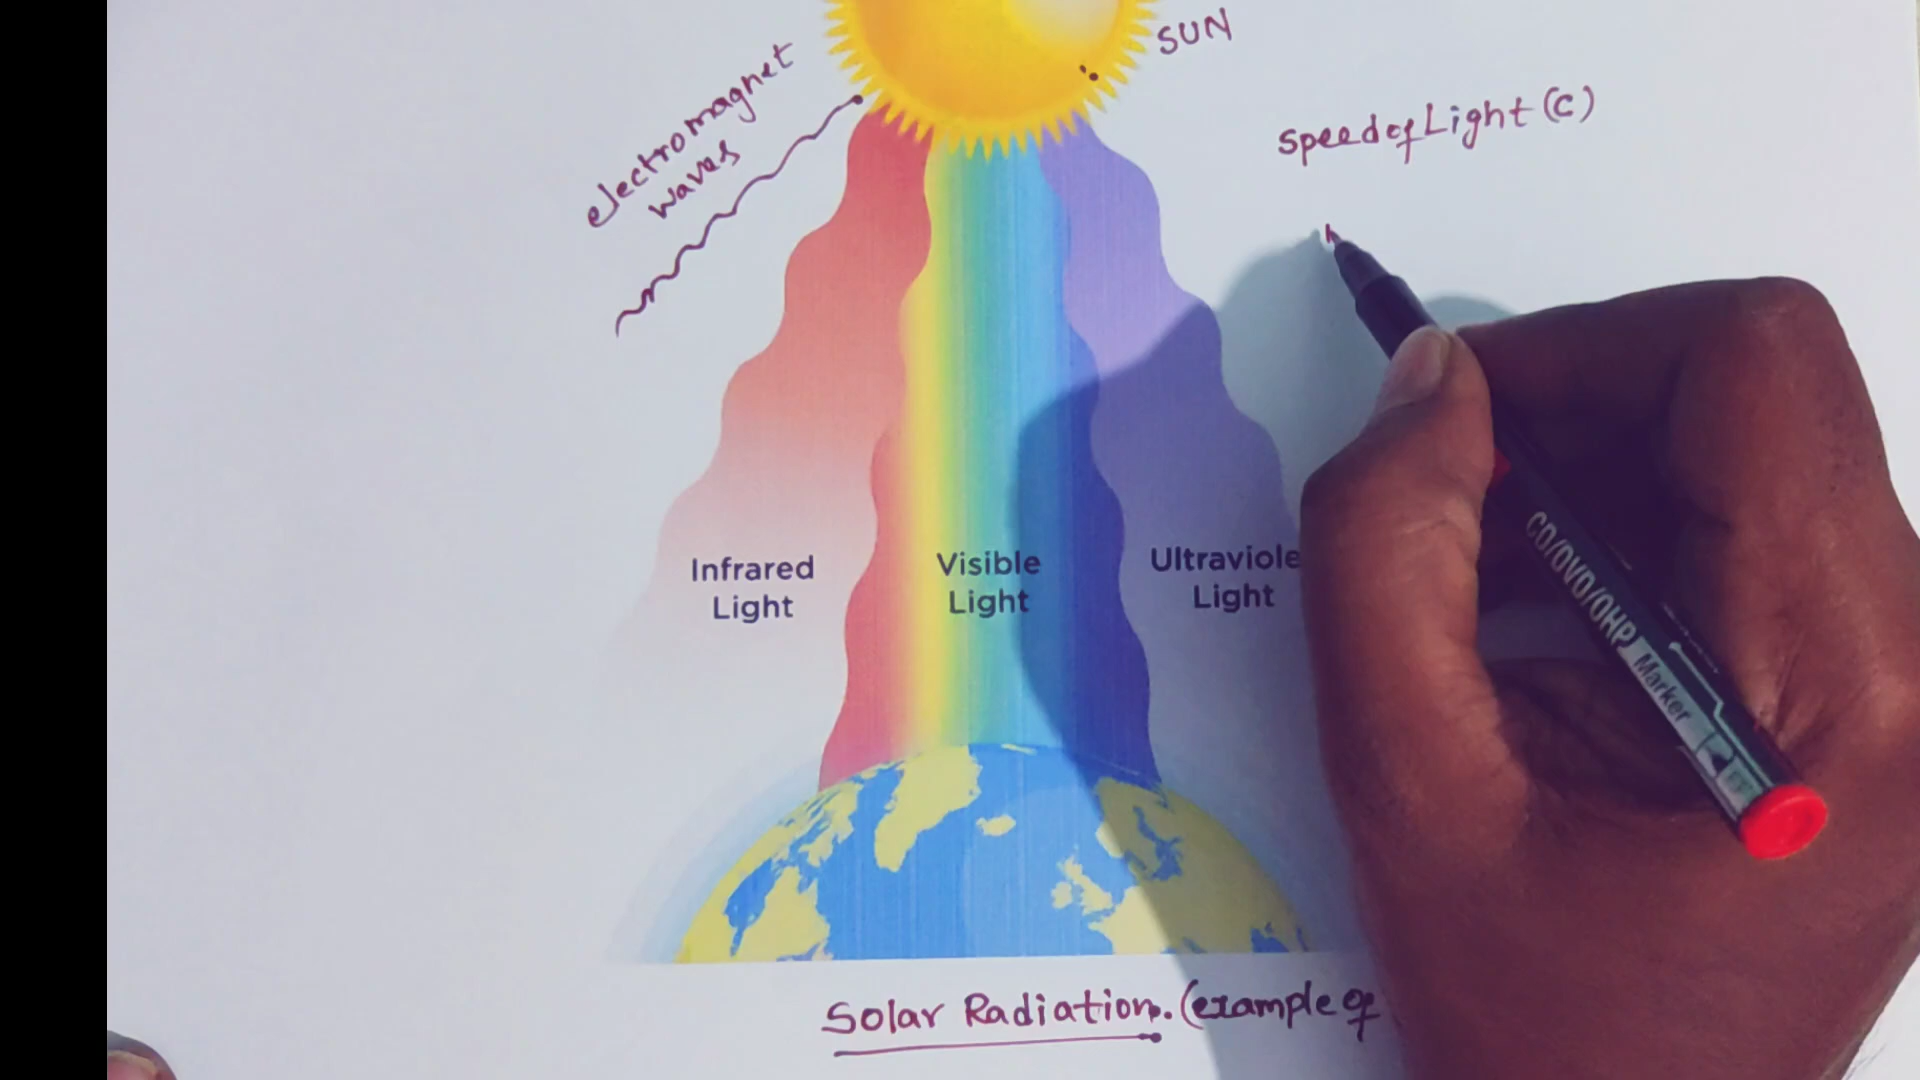 SUN
electromagnet
waves
Speed of Light (C)
Infrared
Light
Visible
Light
Ultraviole
Light
CD/DVD/OHP Marker
Solar Radiation. (example of